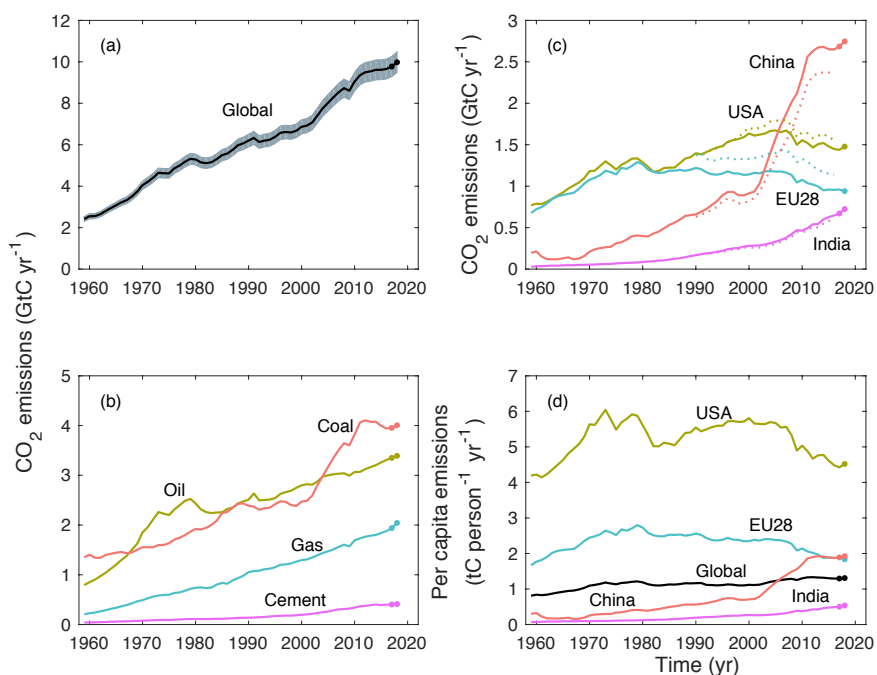 (a)
Global
12
10
8
6
4
2
0
1960 1970 1980 1990 2000 2010 2020
CO2 emissions (GtC yr-1)
(c)
China
USA
EU28
India
3
2.5
2
1.5
1
0.5
0
1960 1970 1980 1990 2000 2010 2020
CO2 emissions (GtC yr-1)
(b)
Coal
Oil
Gas
Cement
5
4
3
2
1
0
1960 1970 1980 1990 2000 2010 2020
(d)
USA
EU28
Global
China
India
7
6
5
4
3
2
1
0
1960 1970 1980 1990 2000 2010 2020
Per capita emissions
(tC person-1 yr-1)
Time (yr)